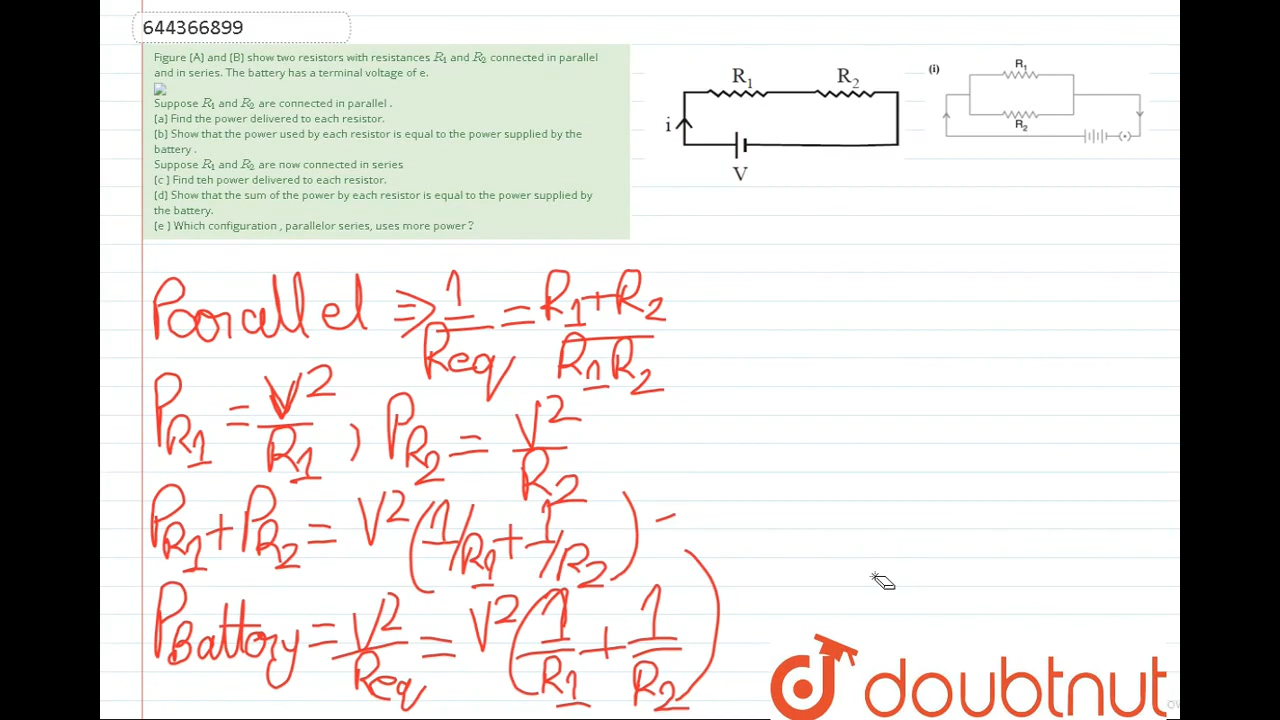 644366899
Figure [A] and [B] show two resistors with resistances R₁ and R₂ connected in parallel
and in series. The battery has a terminal voltage of e.
Suppose R₁ and R₂ are connected in parallel .
[a] Find the power delivered to each resistor.
[b] Show that the power used by each resistor is equal to the power supplied by the
battery .
Suppose R₁ and R₂ are now connected in series
[c ] Find teh power delivered to each resistor.
[d] Show that the sum of the power by each resistor is equal to the power supplied by
the battery.
[e ] Which configuration , parallelor series, uses more power ?
R₁ R₂
i
V
(i)
R₁
R₂
Parallel ⇒ 1/Req = (R₁+R₂)/(R₁R₂)
P_R₁ = V²/R₁ , P_R₂ = V²/R₂
P_R₁ + P_R₂ = V² (1/R₁ + 1/R₂) -
P_Battory = V²/Req = V² (1/R₁ + 1/R₂)
doubtnut